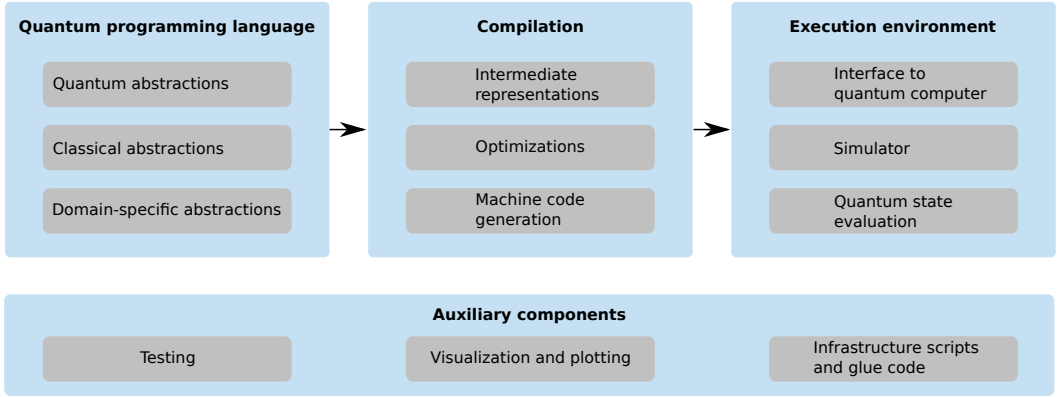 Quantum programming language
Quantum abstractions
Classical abstractions
Domain-specific abstractions
Compilation
Intermediate
representations
Optimizations
Machine code
generation
Execution environment
Interface to
quantum computer
Simulator
Quantum state
evaluation
Auxiliary components
Testing
Visualization and plotting
Infrastructure scripts
and glue code